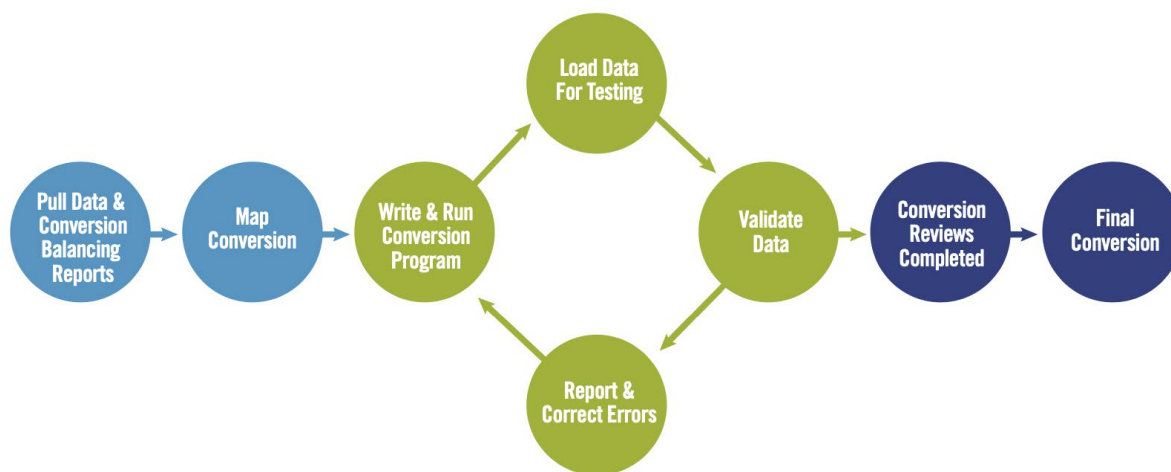 Load Data
For Testing
Pull Data &
Conversion
Balancing
Reports
Map
Conversion
Write & Run
Conversion
Program
Validate
Data
Conversion
Reviews
Completed
Final
Conversion
Report &
Correct Errors